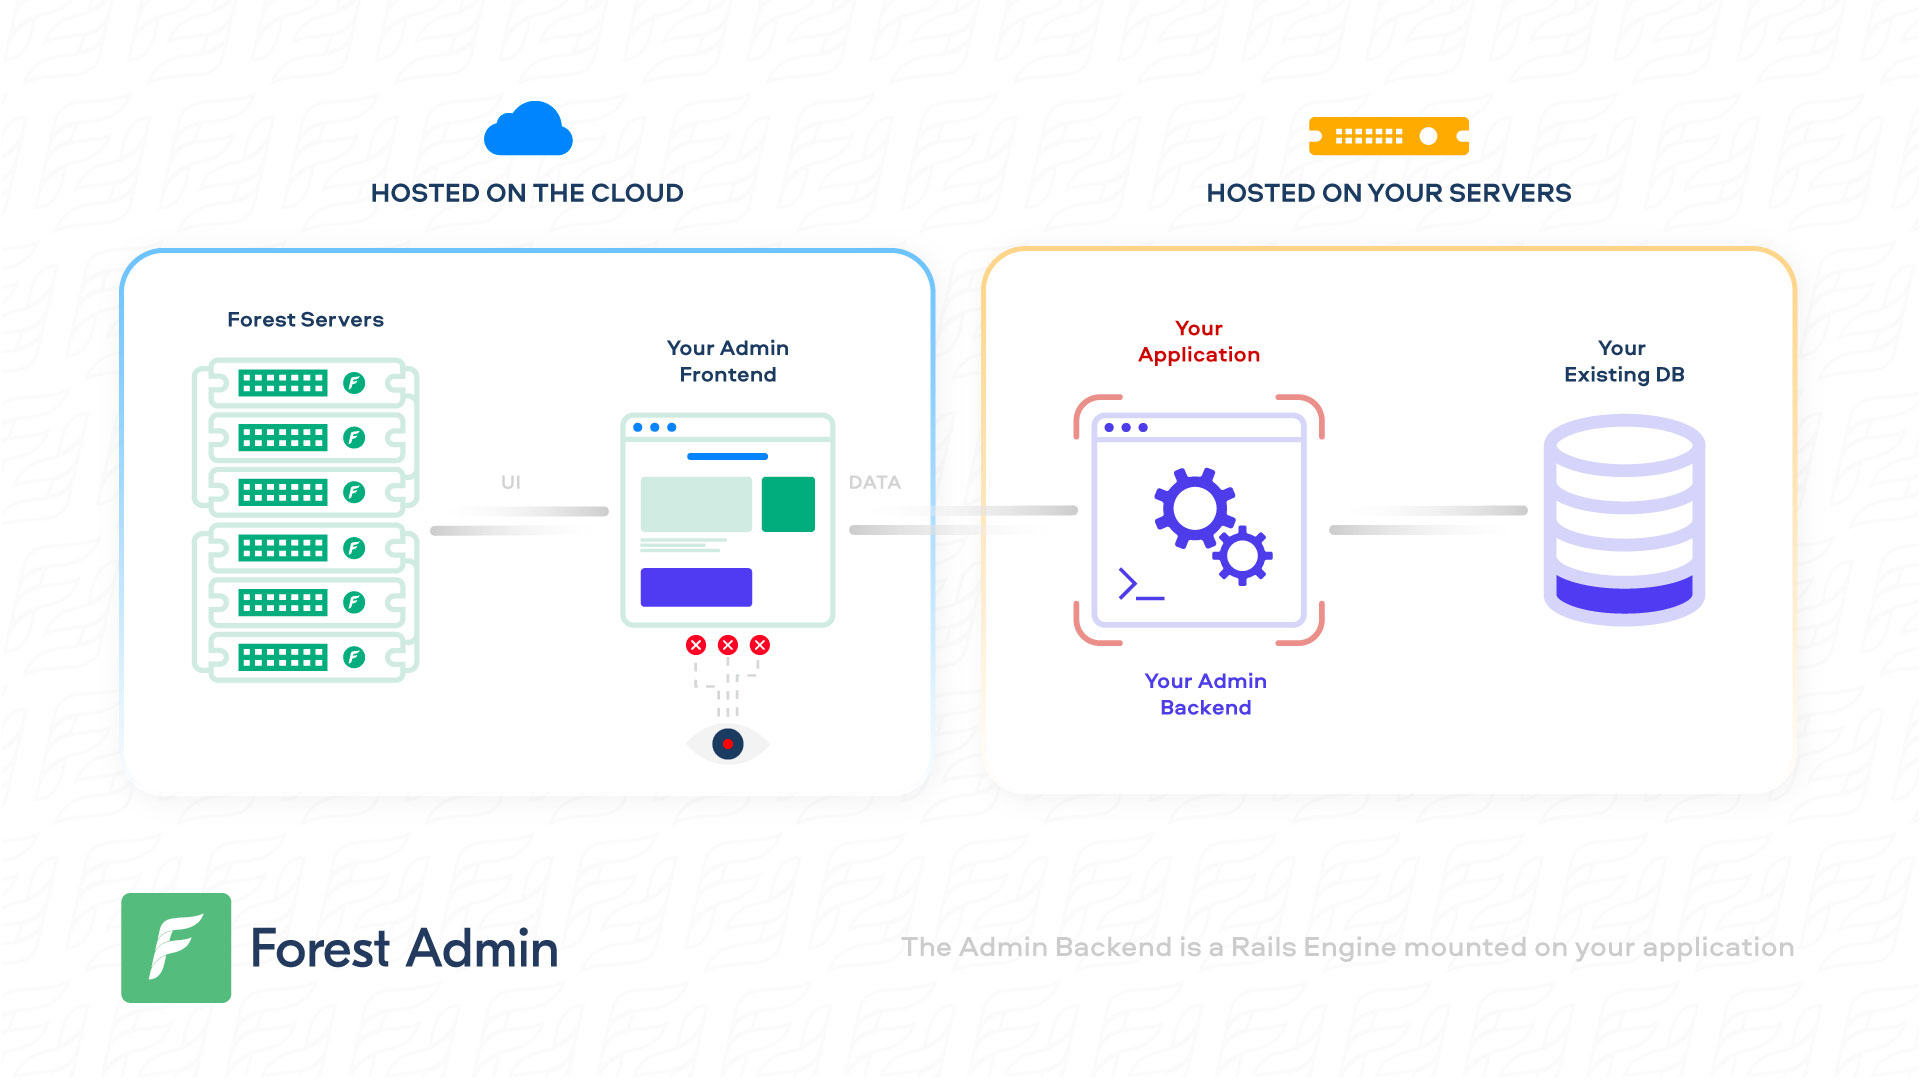 HOSTED ON THE CLOUD
HOSTED ON YOUR SERVERS
Forest Servers
Your Admin
Frontend
UI
DATA
Your
Application
Your Admin
Backend
Your
Existing DB
Forest Admin
The Admin Backend is a Rails Engine mounted on your application